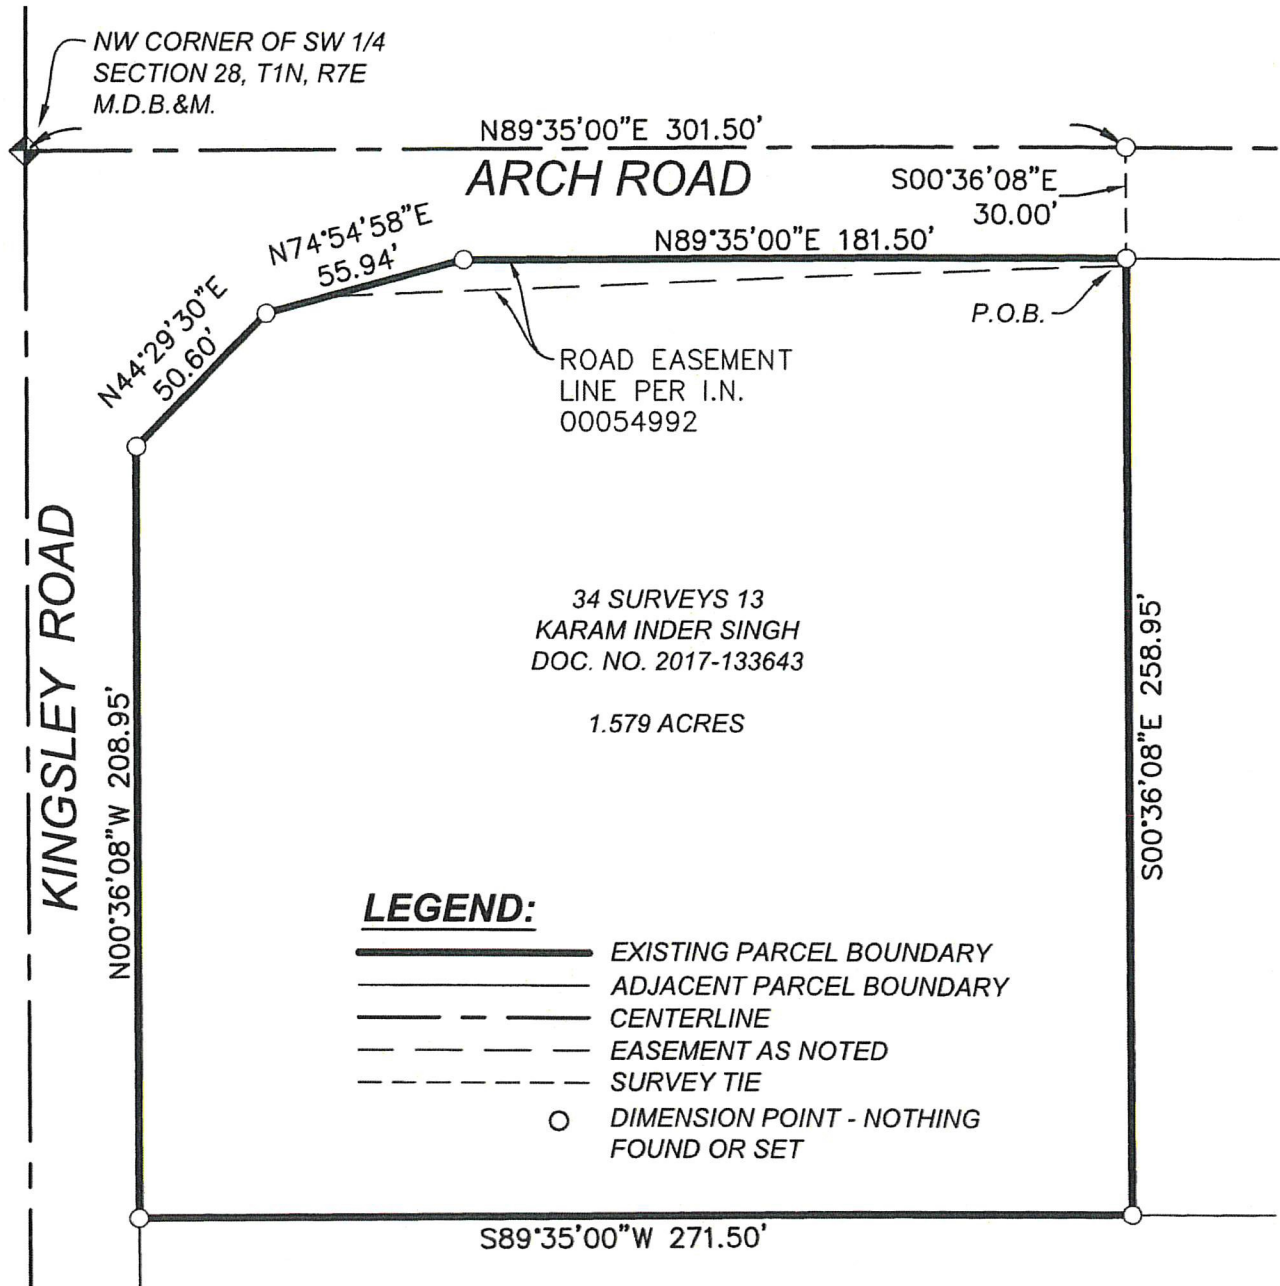 NW CORNER OF SW 1/4
SECTION 28, T1N, R7E
M.D.B.&M.
N89°35'00"E 301.50'
ARCH ROAD
S00°36'08"E
30.00'
N74°54'58"E
55.94'
N89°35'00"E 181.50'
P.O.B.
N44°29'30"E
50.60'
ROAD EASEMENT
LINE PER I.N.
00054992
KINGSLEY ROAD
N00°36'08"W 208.95'
34 SURVEYS 13
KARAM INDER SINGH
DOC. NO. 2017-133643
1.579 ACRES
S00°36'08"E 258.95'
LEGEND:
EXISTING PARCEL BOUNDARY
ADJACENT PARCEL BOUNDARY
CENTERLINE
EASEMENT AS NOTED
SURVEY TIE
DIMENSION POINT - NOTHING
FOUND OR SET
S89°35'00"W 271.50'